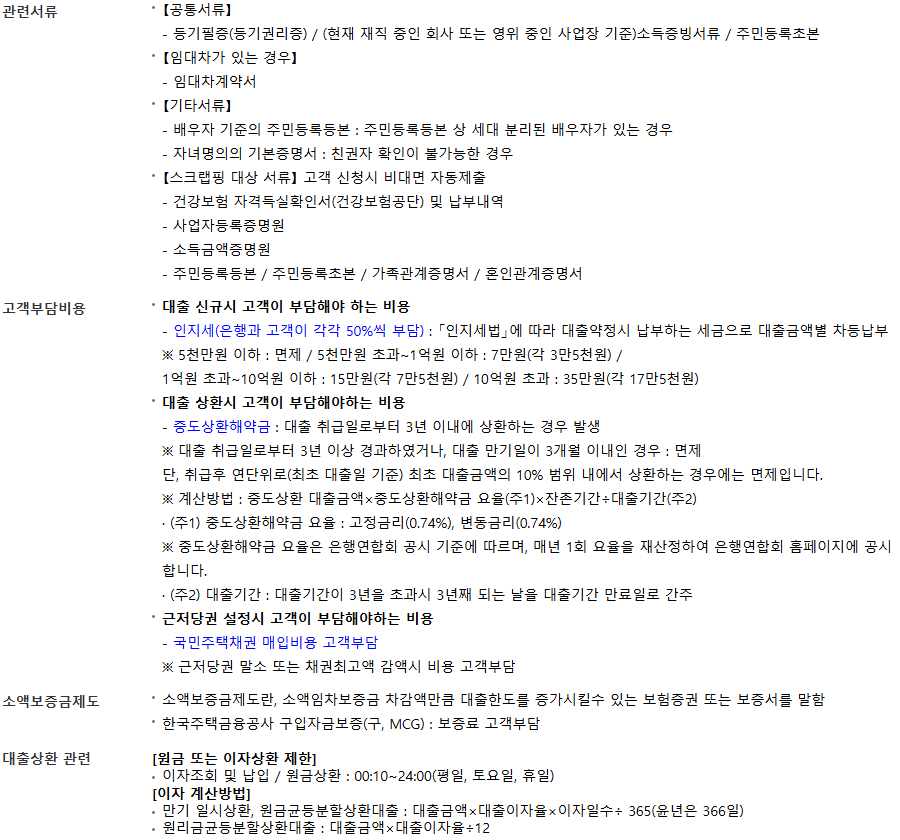 관련서류
· 【공통서류】
- 등기필증(등기권리증) / (현재 재직 중인 회사 또는 영위 중인 사업장 기준)소득증빙서류 / 주민등록초본
· 【임대차가 있는 경우】
- 임대차계약서
· 【기타서류】
- 배우자 기준의 주민등록등본 : 주민등록등본 상 세대 분리된 배우자가 있는 경우
- 자녀명의의 기본증명서 : 친권자 확인이 불가능한 경우
· 【스크랩핑 대상 서류】 고객 신청시 비대면 자동제출
- 건강보험 자격득실확인서(건강보험공단) 및 납부내역
- 사업자등록증명원
- 소득금액증명원
- 주민등록등본 / 주민등록초본 / 가족관계증명서 / 혼인관계증명서
고객부담비용
· 대출 신규시 고객이 부담해야 하는 비용
- 인지세(은행과 고객이 각각 50%씩 부담) : 「인지세법」에 따라 대출약정시 납부하는 세금으로 대출금액별 차등납부
※ 5천만원 이하 : 면제 / 5천만원 초과~1억원 이하 : 7만원(각 3만5천원) /
1억원 초과~10억원 이하 : 15만원(각 7만5천원) / 10억원 초과 : 35만원(각 17만5천원)
· 대출 상환시 고객이 부담해야하는 비용
- 중도상환해약금 : 대출 취급일로부터 3년 이내에 상환하는 경우 발생
※ 대출 취급일로부터 3년 이상 경과하였거나, 대출 만기일이 3개월 이내인 경우 : 면제
단, 취급후 연단위로(최초 대출일 기준) 최초 대출금액의 10% 범위 내에서 상환하는 경우에는 면제입니다.
※ 계산방법 : 중도상환 대출금액×중도상환해약금 요율(주1)×잔존기간÷대출기간(주2)
· (주1) 중도상환해약금 요율 : 고정금리(0.74%), 변동금리(0.74%)
※ 중도상환해약금 요율은 은행연합회 공시 기준에 따르며, 매년 1회 요율을 재산정하여 은행연합회 홈페이지에 공시
합니다.
· (주2) 대출기간 : 대출기간이 3년을 초과시 3년째 되는 날을 대출기간 만료일로 간주
· 근저당권 설정시 고객이 부담해야하는 비용
- 국민주택채권 매입비용 고객부담
※ 근저당권 말소 또는 채권최고액 감액시 비용 고객부담
소액보증금제도
· 소액보증금제도란, 소액임차보증금 차감액만큼 대출한도를 증가시킬수 있는 보험증권 또는 보증서를 말함
· 한국주택금융공사 구입자금보증(구, MCG) : 보증료 고객부담
대출상환 관련
[원금 또는 이자상환 제한]
· 이자조회 및 납입 / 원금상환 : 00:10~24:00(평일, 토요일, 휴일)
[이자 계산방법]
· 만기 일시상환, 원금균등분할상환대출 : 대출금액×대출이자율×이자일수÷ 365(윤년은 366일)
· 원리금균등분할상환대출 : 대출금액×대출이자율÷12